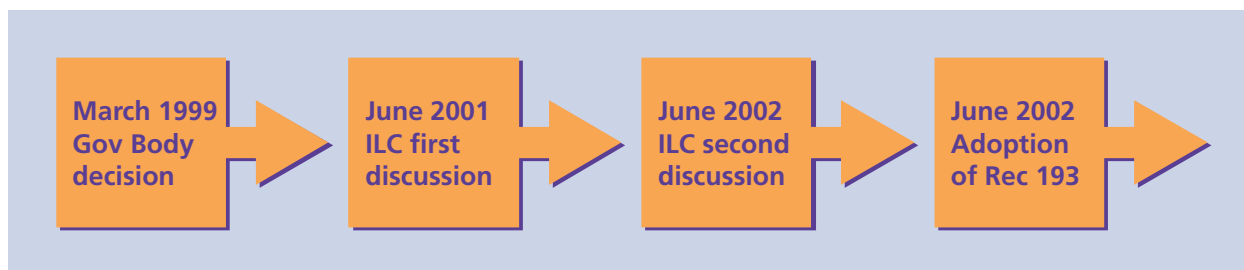 March 1999
Gov Body
decision
June 2001
ILC first
discussion
June 2002
ILC second
discussion
June 2002
Adoption
of Rec 193